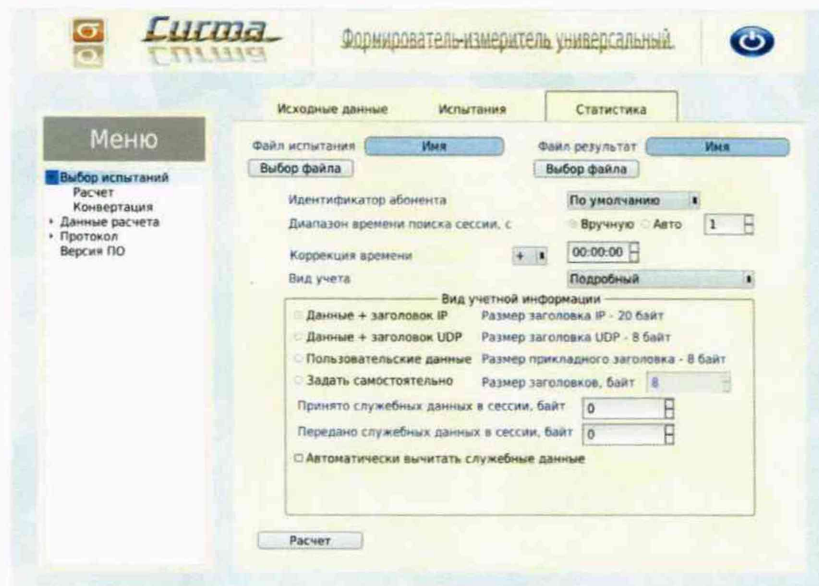 Сигма
Формирователь-измеритель универсальный.
Исходные данные Испытания Статистика
Меню
Выбор испытаний
Расчет
Конвертация
Данные расчета
Протокол
Версия ПО
Файл испытания Имя Файл результат Имя
Выбор файла Выбор файла
Идентификатор абонента По умолчанию
Диапазон времени поиска сессии, с Вручную Авто 1
Коррекция времени + 00:00:00
Вид учета Подробный
Вид учетной информации
Данные + заголовок IP Размер заголовка IP - 20 байт
Данные + заголовок UDP Размер заголовка UDP - 8 байт
Пользовательские данные Размер прикладного заголовка - 8 байт
Задать самостоятельно Размер заголовков, байт 8
Принято служебных данных в сессии, байт 0
Передано служебных данных в сессии, байт 0
Автоматически вычитать служебные данные
Расчет